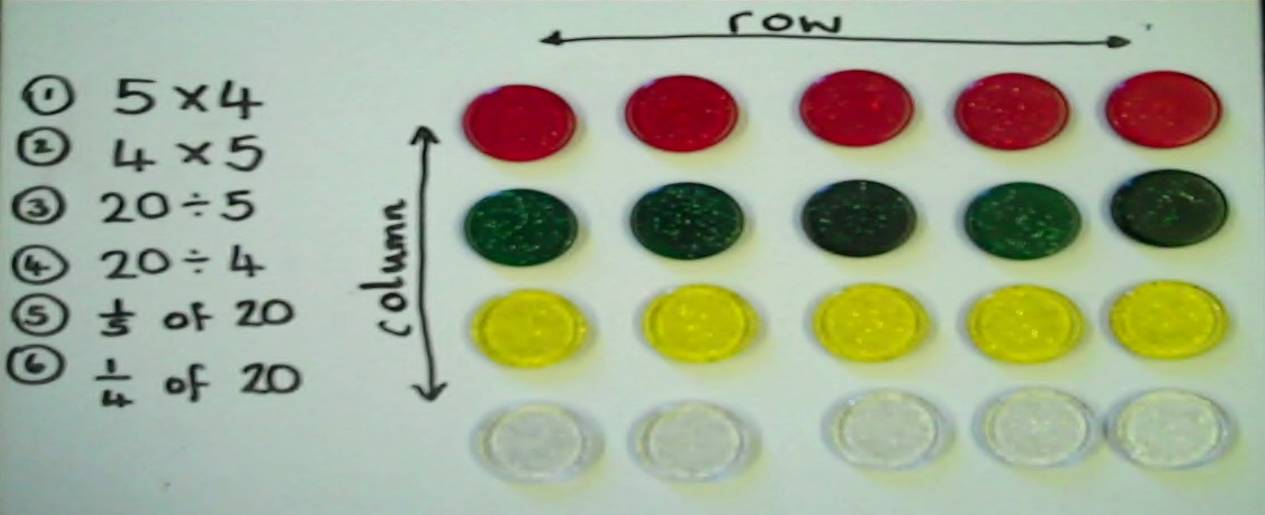 row
① 5 × 4
② 4 × 5
③ 20 ÷ 5
④ 20 ÷ 4
⑤ 1/5 of 20
⑥ 1/4 of 20
column